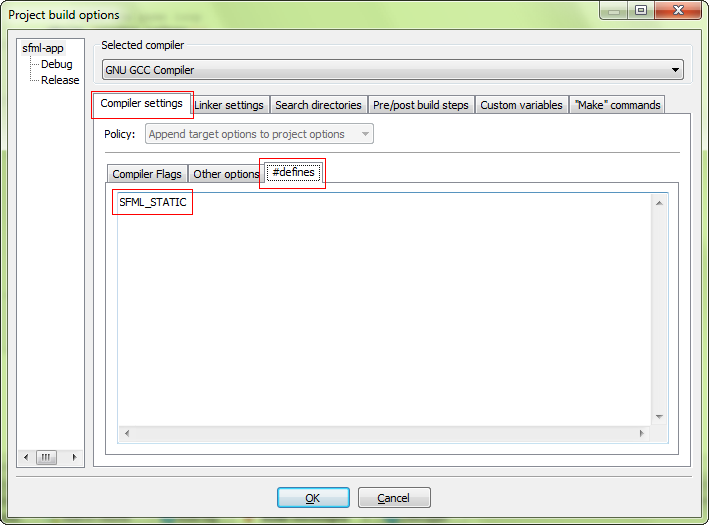 Project build options
sfml-app
Debug
Release
Selected compiler
GNU GCC Compiler
Compiler settings
Linker settings
Search directories
Pre/post build steps
Custom variables
"Make" commands
Policy:
Append target options to project options
Compiler Flags
Other options
#defines
SFML_STATIC
OK
Cancel